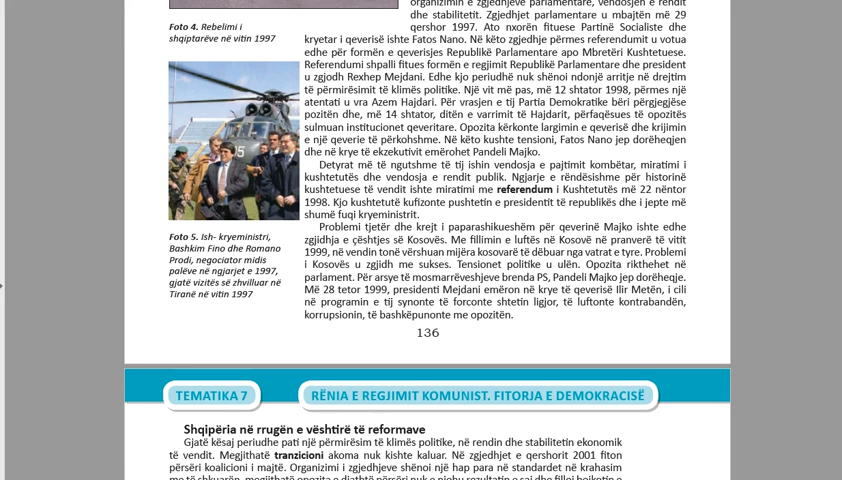 organizimin e zgjedhjeve parlamentare, vendosjen e rendit
dhe stabilitetit. Zgjedhjet parlamentare u mbajtën më 29
qershor 1997. Ato nxorën fituese Partinë Socialiste dhe
kryetar i qeverisë ishte Fatos Nano. Në këto zgjedhje përmes referendumit u votua
edhe për formën e qeverisjes Republikë Parlamentare apo Mbretëri Kushtetuese.
Referendumi shpalli fitues formën e regjimit Republikë Parlamentare dhe president
u zgjodh Rexhep Mejdani. Edhe kjo periudhë nuk shënoi ndonjë arritje në drejtim
të përmirësimit të klimës politike. Një vit më pas, më 12 shtator 1998, përmes një
atentati u vra Azem Hajdari. Për vrasjen e tij Partia Demokratike bëri përgjegjëse
pozitën dhe, më 14 shtator, ditën e varrimit të Hajdarit, përfaqësues të opozitës
sulmuan institucionet qeveritare. Opozita kërkonte largimin e qeverisë dhe krijimin
e një qeverie të përkohshme. Në këto kushte tensioni, Fatos Nano jep dorëheqjen
dhe në krye të ekzekutivit emërohet Pandeli Majko.
Detyrat më të ngutshme të tij ishin vendosja e pajtimit kombëtar, miratimi i
kushtetutës dhe vendosja e rendit publik. Ngjarje e rëndësishme për historinë
kushtetuese të vendit ishte miratimi me referendum i Kushtetutës më 22 nëntor
1998. Kjo kushtetutë kufizonte pushtetin e presidentit të republikës dhe i jepte më
shumë fuqi kryeministrit.
Problemi tjetër dhe krejt i paparashikueshëm për qeverinë Majko ishte edhe
zgjidhja e çështjes së Kosovës. Me fillimin e luftës në Kosovë në pranverë të vitit
1999, në vendin tonë vërshuan mijëra kosovarë të dëbuar nga vatrat e tyre. Problemi
i Kosovës u zgjidh me sukses. Tensionet politike u ulën. Opozita rikthehet në
parlament. Për arsye të mosmarrëveshjeve brenda PS, Pandeli Majko jep dorëheqje.
Më 28 tetor 1999, presidenti Mejdani emëron në krye të qeverisë Ilir Metën, i cili
në programin e tij synonte të forconte shtetin ligjor, të luftonte kontrabandën,
korrupsionin, të bashkëpunonte me opozitën.
Foto 4. Rebelimi i
shqiptarëve në vitin 1997
Foto 5. Ish- kryeministri,
Bashkim Fino dhe Romano
Prodi, negociator midis
palëve në ngjarjet e 1997,
gjatë vizitës së zhvilluar në
Tiranë në vitin 1997
136
TEMATIKA 7
RËNIA E REGJIMIT KOMUNIST. FITORJA E DEMOKRACISË
Shqipëria në rrugën e vështirë të reformave
Gjatë kësaj periudhe pati një përmirësim të klimës politike, në rendin dhe stabilitetin ekonomik
të vendit. Megjithatë tranzicioni akoma nuk kishte kaluar. Në zgjedhjet e qershorit 2001 fiton
përsëri koalicioni i majtë. Organizimi i zgjedhjeve shënoi një hap para në standardet në krahasim